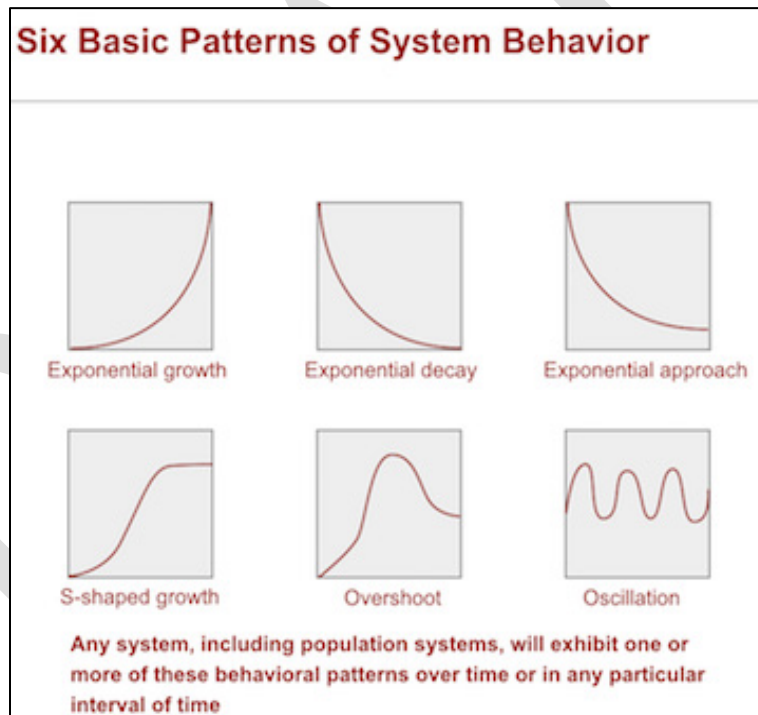 Six Basic Patterns of System Behavior
Exponential growth
Exponential decay
Exponential approach
S-shaped growth
Overshoot
Oscillation
Any system, including population systems, will exhibit one or
more of these behavioral patterns over time or in any particular
interval of time